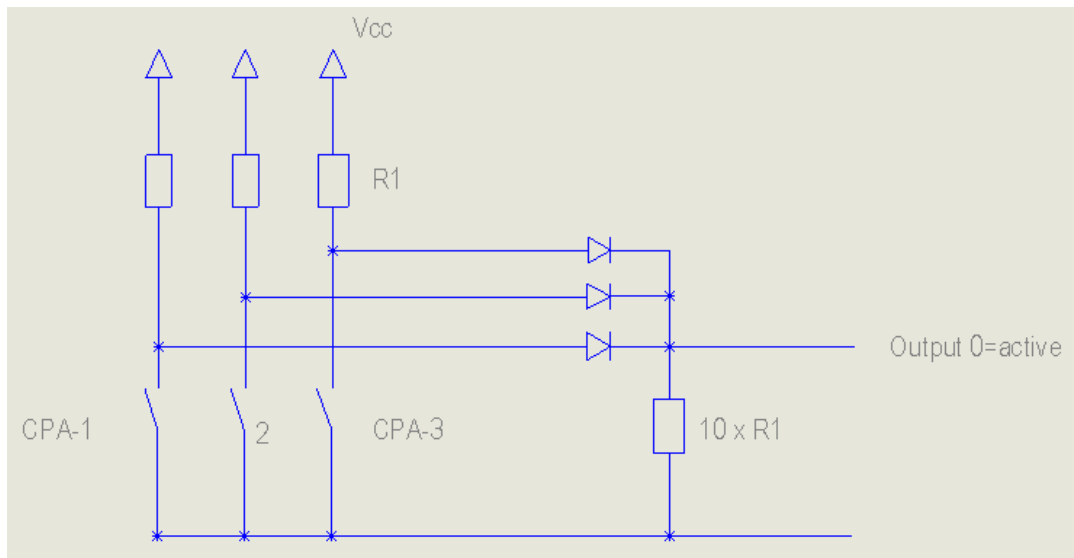 Vcc
R1
Output 0=active
CPA-1
2
CPA-3
10 x R1